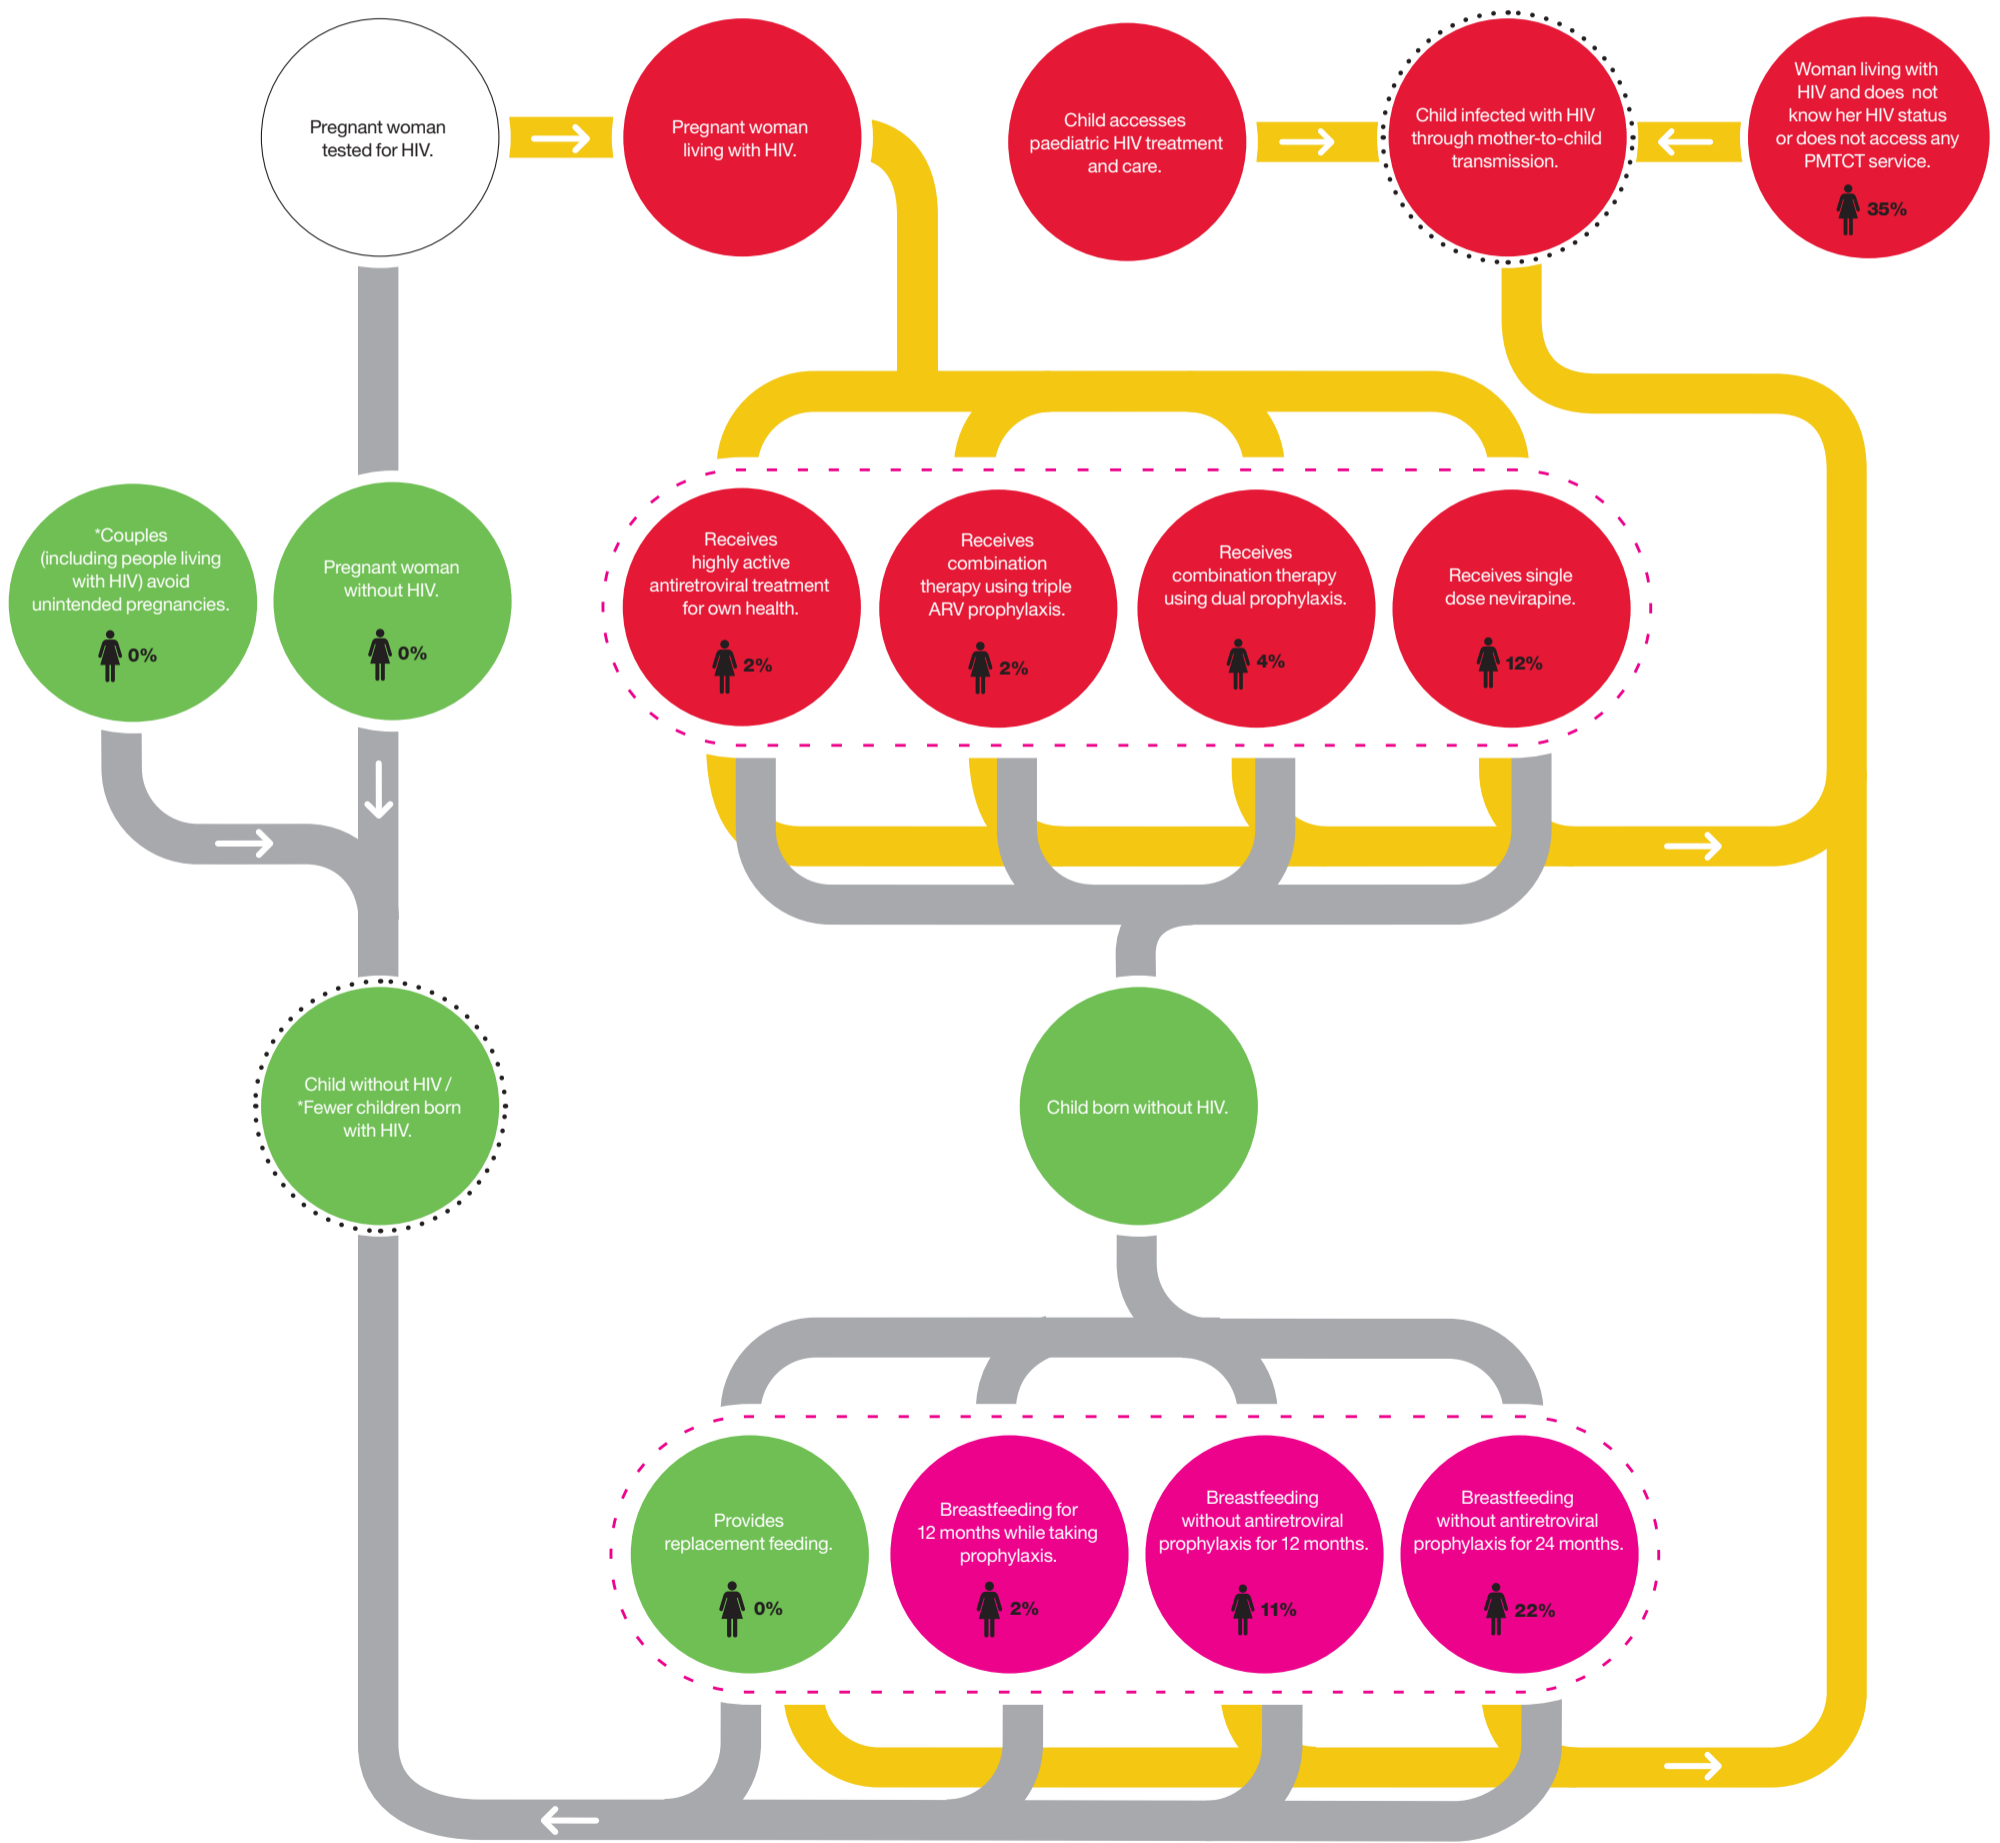 Pregnant woman
tested for HIV.
Pregnant woman
living with HIV.
Child accesses
paediatric HIV treatment
and care.
Child infected with HIV
through mother-to-child
transmission.
Woman living with
HIV and does not
know her HIV status
or does not access any
PMTCT service.
35%
*Couples
(including people living
with HIV) avoid
unintended pregnancies.
0%
Pregnant woman
without HIV.
0%
Receives
highly active
antiretroviral treatment
for own health.
2%
Receives
combination
therapy using triple
ARV prophylaxis.
2%
Receives
combination therapy
using dual prophylaxis.
4%
Receives single
dose nevirapine.
12%
Child without HIV /
*Fewer children born
with HIV.
Child born without HIV.
Provides
replacement feeding.
0%
Breastfeeding for
12 months while taking
prophylaxis.
2%
Breastfeeding
without antiretroviral
prophylaxis for 12 months.
11%
Breastfeeding
without antiretroviral
prophylaxis for 24 months.
22%